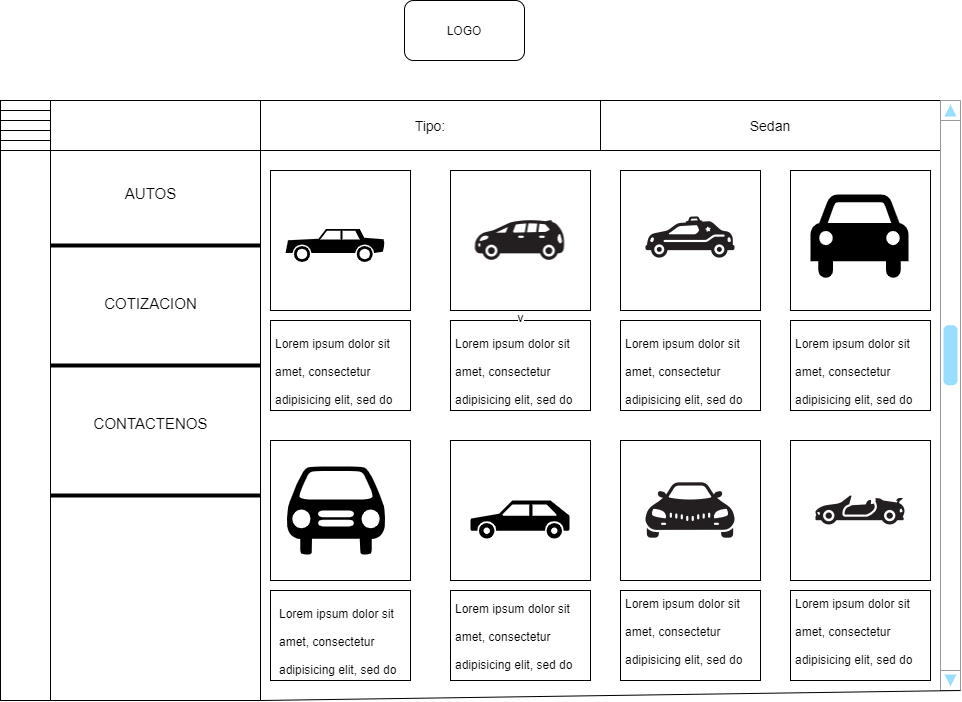 LOGO
Tipo:
Sedan
AUTOS
COTIZACION
CONTACTENOS
v
Lorem ipsum dolor sit
amet, consectetur
adipisicing elit, sed do
Lorem ipsum dolor sit
amet, consectetur
adipisicing elit, sed do
Lorem ipsum dolor sit
amet, consectetur
adipisicing elit, sed do
Lorem ipsum dolor sit
amet, consectetur
adipisicing elit, sed do
Lorem ipsum dolor sit
amet, consectetur
adipisicing elit, sed do
Lorem ipsum dolor sit
amet, consectetur
adipisicing elit, sed do
Lorem ipsum dolor sit
amet, consectetur
adipisicing elit, sed do
Lorem ipsum dolor sit
amet, consectetur
adipisicing elit, sed do